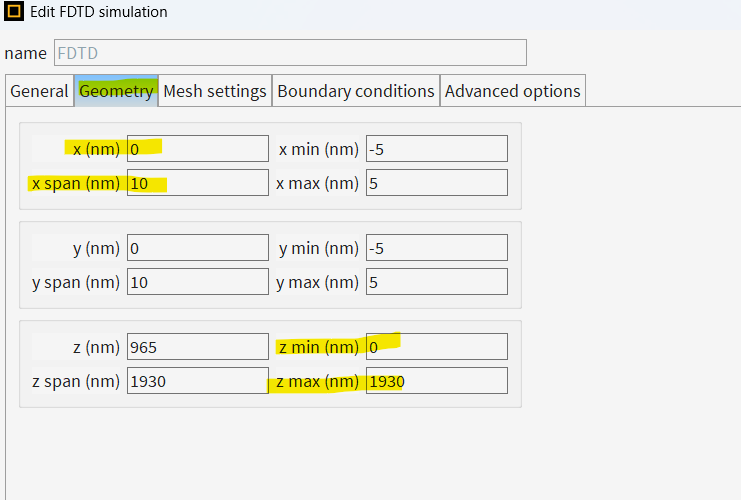 Edit FDTD simulation
name FDTD
General Geometry Mesh settings Boundary conditions Advanced options
x (nm) 0 x min (nm) -5
x span (nm) 10 x max (nm) 5
y (nm) 0 y min (nm) -5
y span (nm) 10 y max (nm) 5
z (nm) 965 z min (nm) 0
z span (nm) 1930 z max (nm) 1930